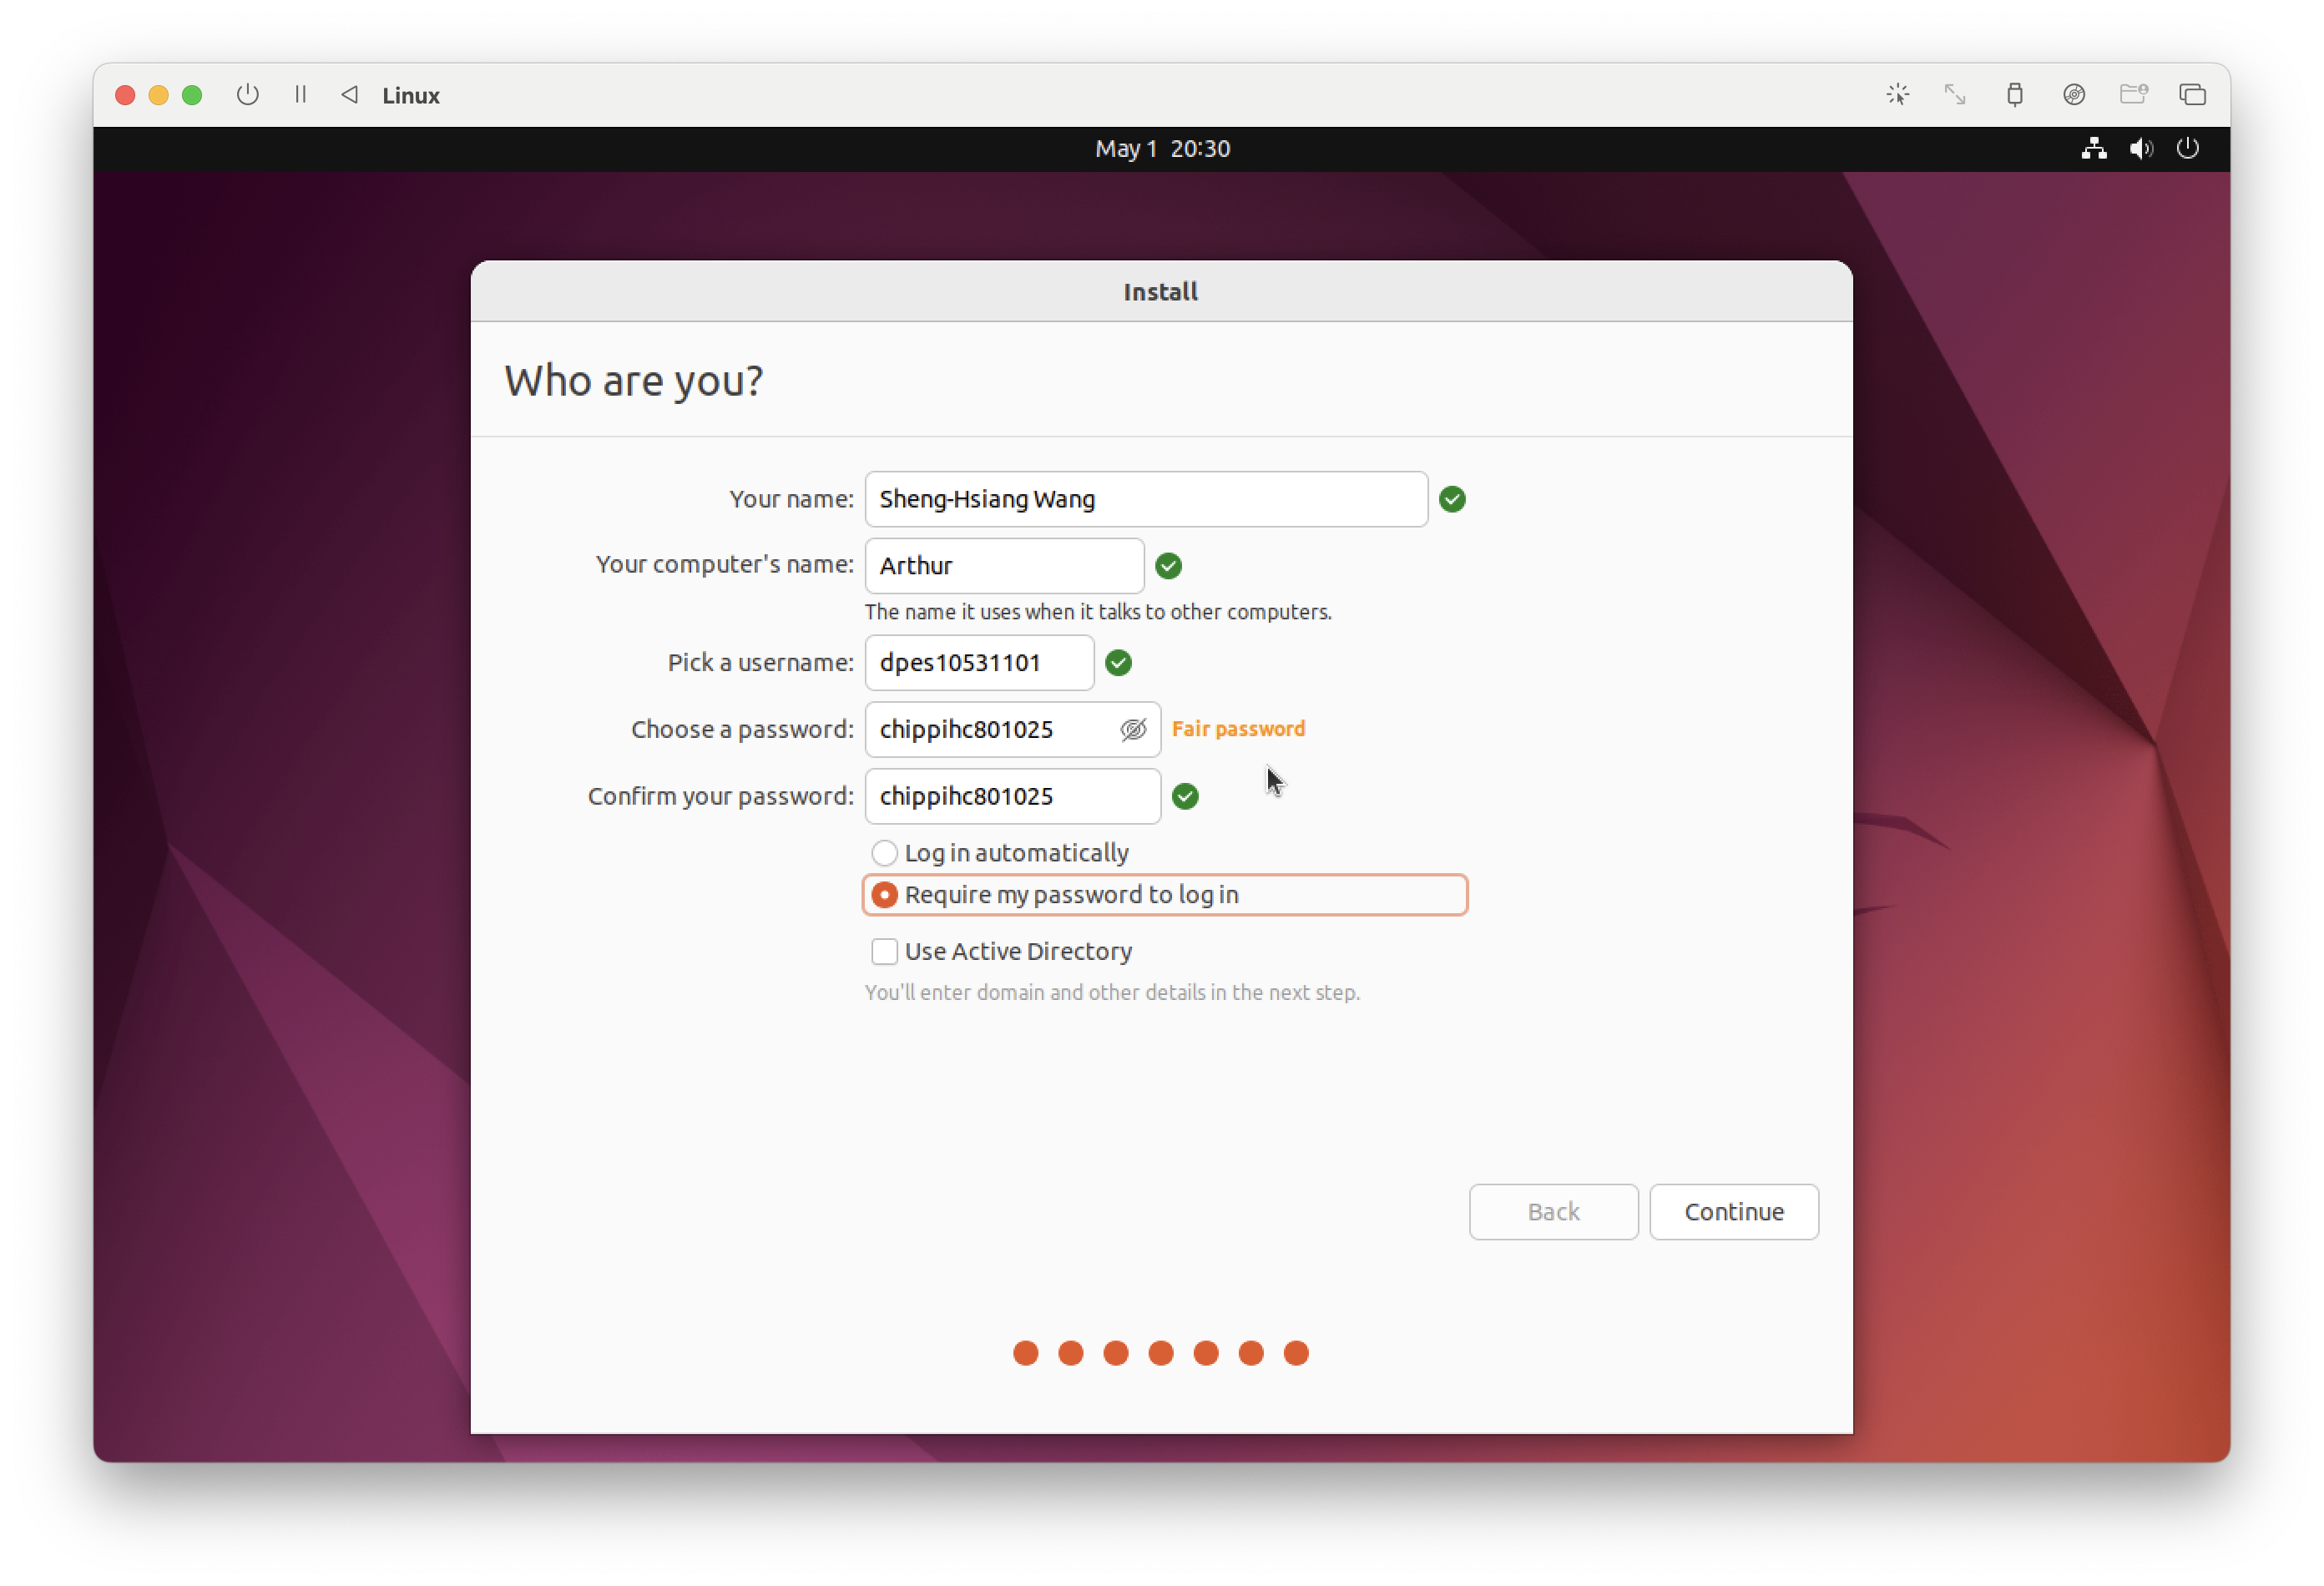 Linux
May 1 20:30
Install
Who are you?
Your name: Sheng-Hsiang Wang
Your computer's name: Arthur
The name it uses when it talks to other computers.
Pick a username: dpes10531101
Choose a password: chippihc801025 Fair password
Confirm your password: chippihc801025
Log in automatically
Require my password to log in
Use Active Directory
You'll enter domain and other details in the next step.
Back Continue